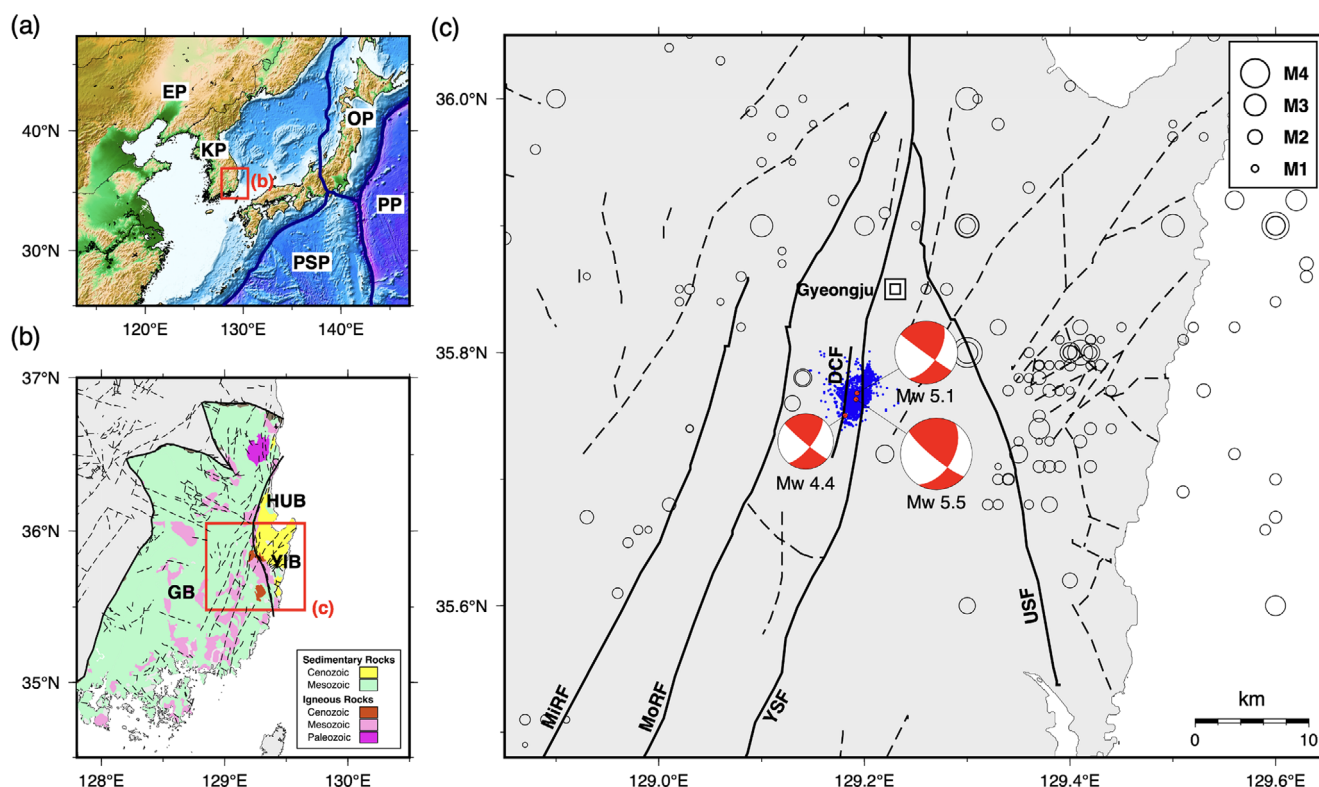 (a)
EP
KP
OP
(b)
PP
PSP
40°N
30°N
120°E
130°E
140°E
(b)
37°N
36°N
35°N
HUB
YIB
GB
(c)
Sedimentary Rocks
Cenozoic
Mesozoic
Igneous Rocks
Cenozoic
Mesozoic
Paleozoic
128°E
129°E
130°E
(c)
M4
M3
M2
M1
36.0°N
35.8°N
35.6°N
Gyeongju
DCF
Mw 5.1
Mw 4.4
Mw 5.5
MiRF
MoRF
YSF
USF
km
0
10
129.0°E
129.2°E
129.4°E
129.6°E